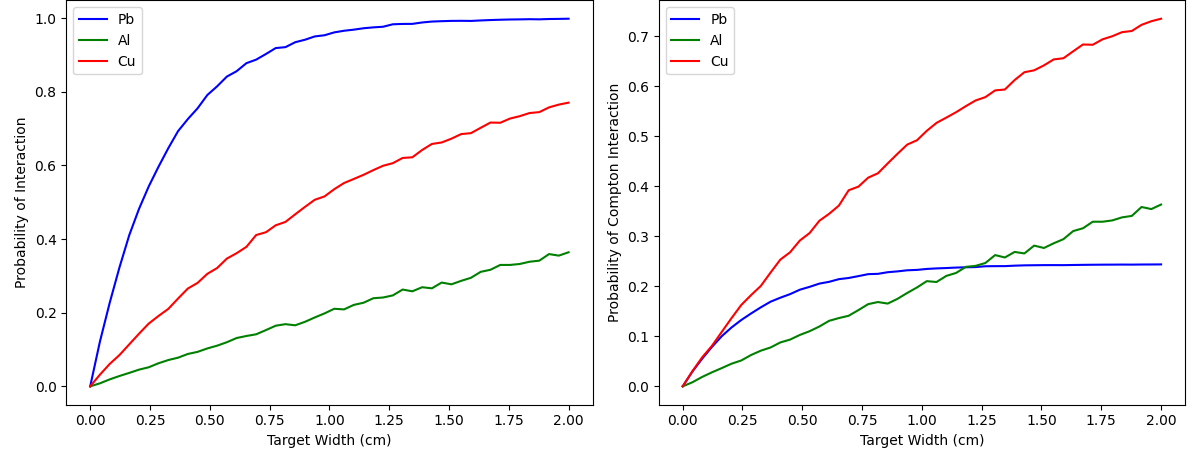 Pb
Al
Cu
1.0
0.8
0.6
0.4
0.2
0.0
Probability of Interaction
0.00 0.25 0.50 0.75 1.00 1.25 1.50 1.75 2.00
Target Width (cm)
Pb
Al
Cu
0.7
0.6
0.5
0.4
0.3
0.2
0.1
0.0
Probability of Compton Interaction
0.00 0.25 0.50 0.75 1.00 1.25 1.50 1.75 2.00
Target Width (cm)